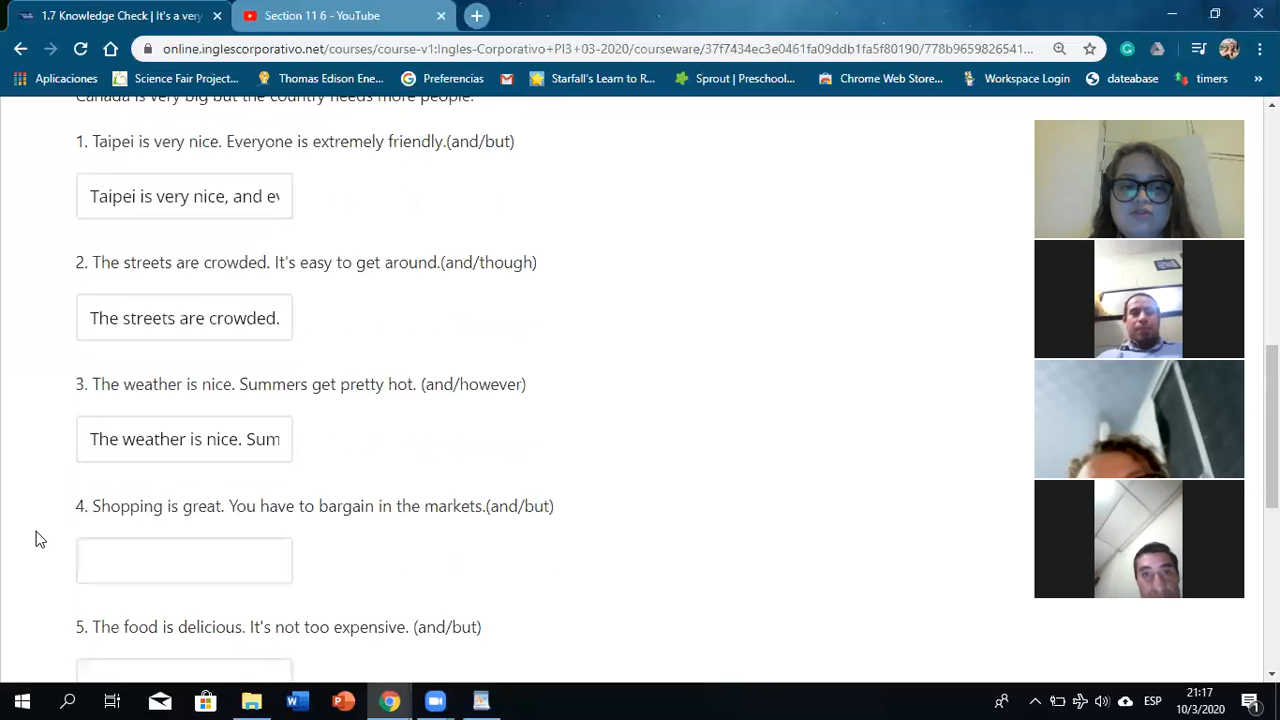 1.7 Knowledge Check | It's a very
Section 11 6 - YouTube
online.inglescorporativo.net/courses/course-v1:Ingles-Corporativo+PI3+03-2020/courseware/37f7434ec3e0461fa09ddb1fa5f80190/778b9659826541...
Aplicaciones
Science Fair Project...
Thomas Edison Ene...
Preferencias
Starfall's Learn to R...
Sprout | Preschool...
Chrome Web Store...
Workspace Login
dateabase
timers
»
Canada is very big but the country needs more people.
1. Taipei is very nice. Everyone is extremely friendly.(and/but)
Taipei is very nice, and ev
2. The streets are crowded. It's easy to get around.(and/though)
The streets are crowded.
3. The weather is nice. Summers get pretty hot. (and/however)
The weather is nice. Sum
4. Shopping is great. You have to bargain in the markets.(and/but)
5. The food is delicious. It's not too expensive. (and/but)
ESP
21:17
10/3/2020
1